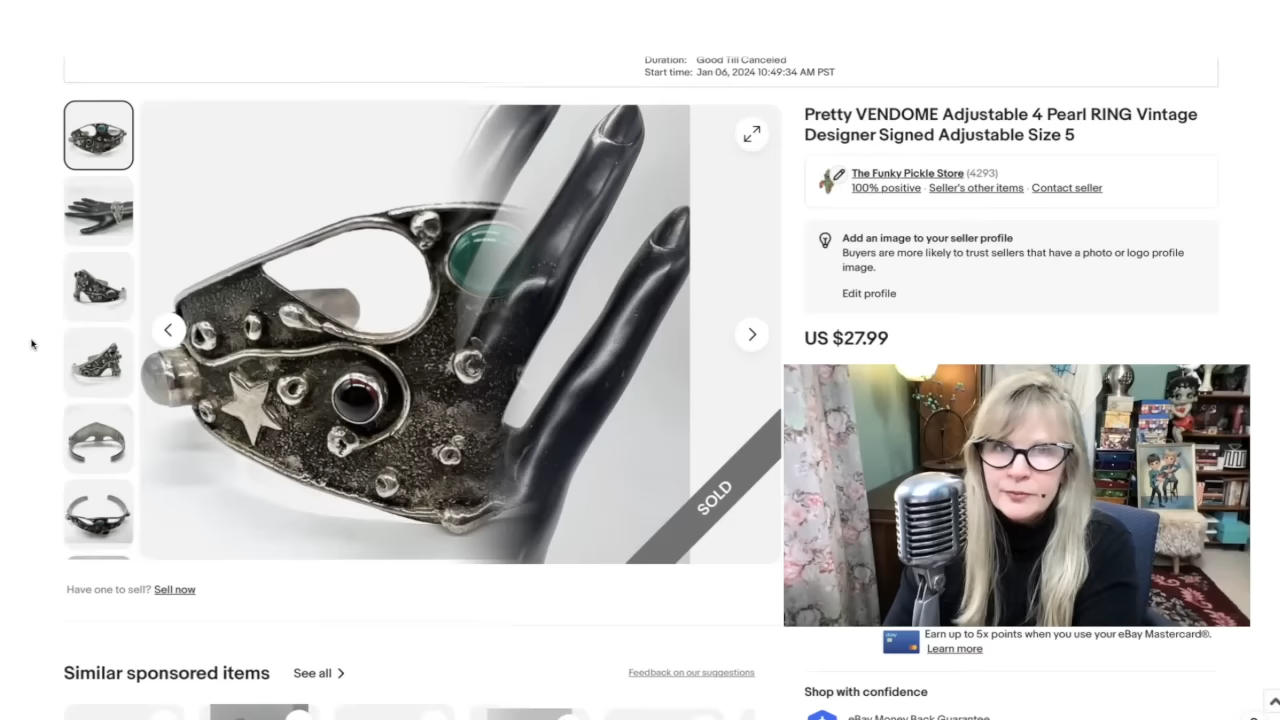 Duration: Good Till Canceled
Start time: Jan 06, 2024 10:49:34 AM PST
Pretty VENDOME Adjustable 4 Pearl RING Vintage
Designer Signed Adjustable Size 5
The Funky Pickle Store (4293)
100% positive · Seller's other items · Contact seller
Add an image to your seller profile
Buyers are more likely to trust sellers that have a photo or logo profile
image.
Edit profile
US $27.99
SOLD
Have one to sell? Sell now
Earn up to 5x points when you use your eBay Mastercard®.
Learn more
Similar sponsored items See all
Feedback on our suggestions
Shop with confidence
eBay Money Back Guarantee